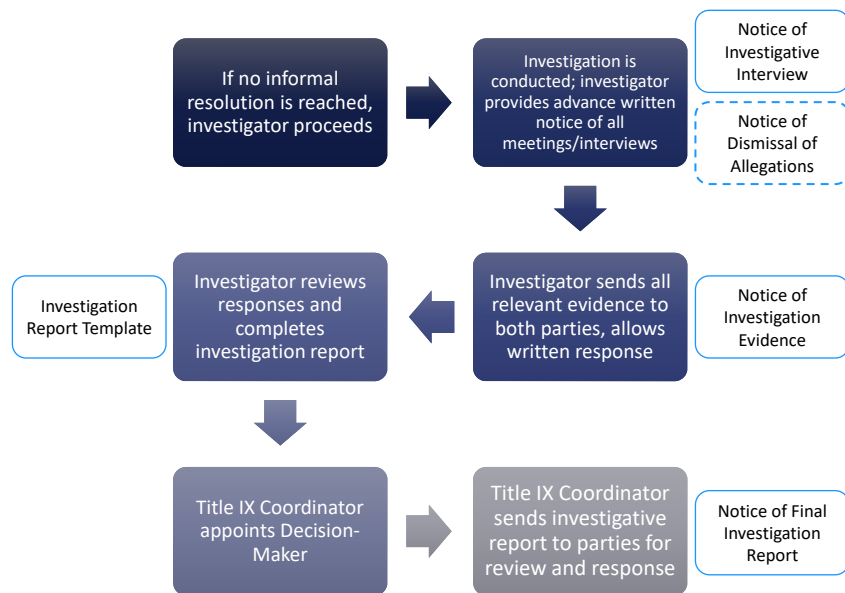 If no informal
resolution is reached,
investigator proceeds
Investigation is
conducted; investigator
provides advance written
notice of all
meetings/interviews
Notice of
Investigative
Interview
Notice of
Dismissal of
Allegations
Investigator sends all
relevant evidence to
both parties, allows
written response
Notice of
Investigation
Evidence
Investigator reviews
responses and
completes
investigation report
Investigation
Report Template
Title IX Coordinator
appoints Decision-
Maker
Title IX Coordinator
sends investigative
report to parties for
review and response
Notice of Final
Investigation
Report